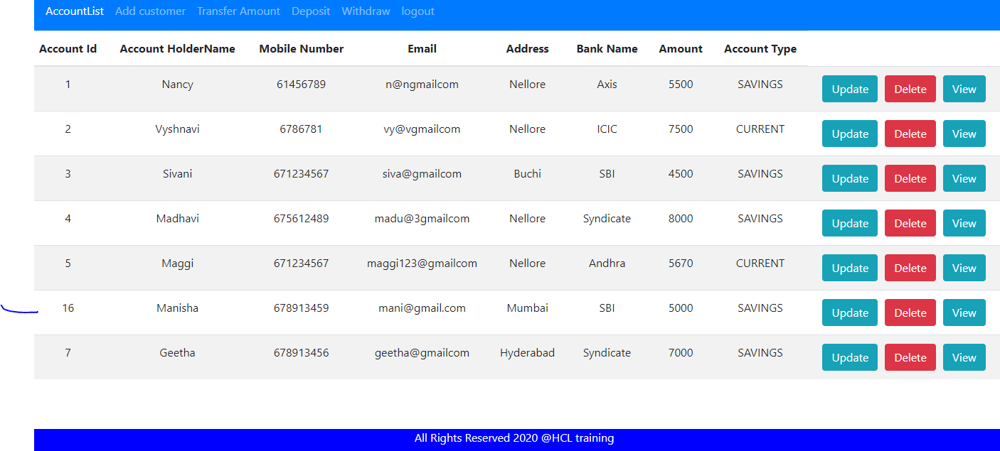 AccountList Add customer Transfer Amount Deposit Withdraw logout
Account Id Account HolderName Mobile Number Email Address Bank Name Amount Account Type
1 Nancy 61456789 n@ngmailcom Nellore Axis 5500 SAVINGS Update Delete View
2 Vyshnavi 6786781 vy@vgmailcom Nellore ICIC 7500 CURRENT Update Delete View
3 Sivani 671234567 siva@gmailcom Buchi SBI 4500 SAVINGS Update Delete View
4 Madhavi 675612489 madu@3gmailcom Nellore Syndicate 8000 SAVINGS Update Delete View
5 Maggi 671234567 maggi123@gmailcom Nellore Andhra 5670 CURRENT Update Delete View
16 Manisha 678913459 mani@gmail.com Mumbai SBI 5000 SAVINGS Update Delete View
7 Geetha 678913456 geetha@gmailcom Hyderabad Syndicate 7000 SAVINGS Update Delete View
All Rights Reserved 2020 @HCL training